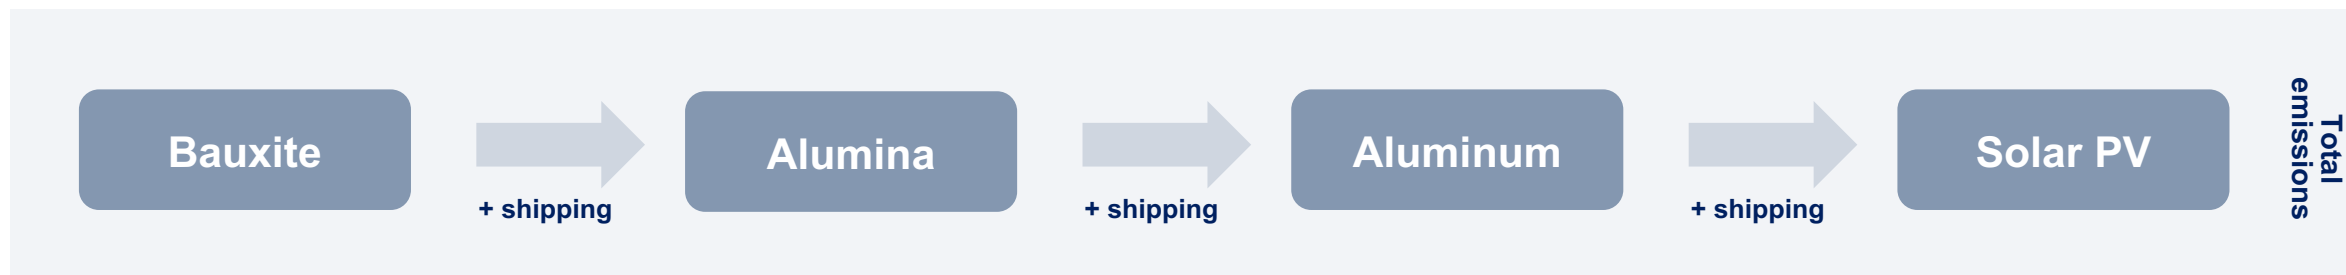 Bauxite
+ shipping
Alumina
+ shipping
Aluminum
+ shipping
Solar PV
Total
emissions